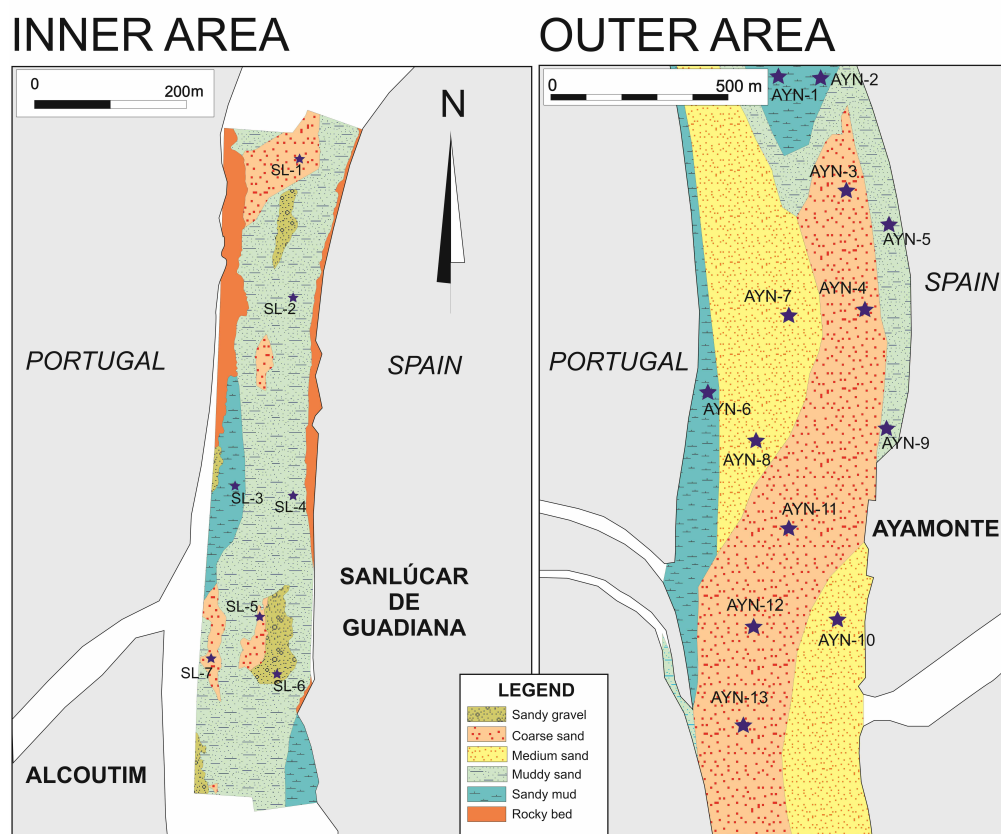 INNER AREA
0
200m
N
SL-1
SL-2
PORTUGAL
SPAIN
SL-3
SL-4
SANLÚCAR
DE
GUADIANA
SL-5
SL-7
SL-6
ALCOUTIM
LEGEND
Sandy gravel
Coarse sand
Medium sand
Muddy sand
Sandy mud
Rocky bed
OUTER AREA
0
500 m
AYN-2
AYN-1
AYN-3
AYN-5
SPAIN
AYN-4
AYN-7
PORTUGAL
AYN-6
AYN-9
AYN-8
AYN-11
AYAMONTE
AYN-12
AYN-10
AYN-13